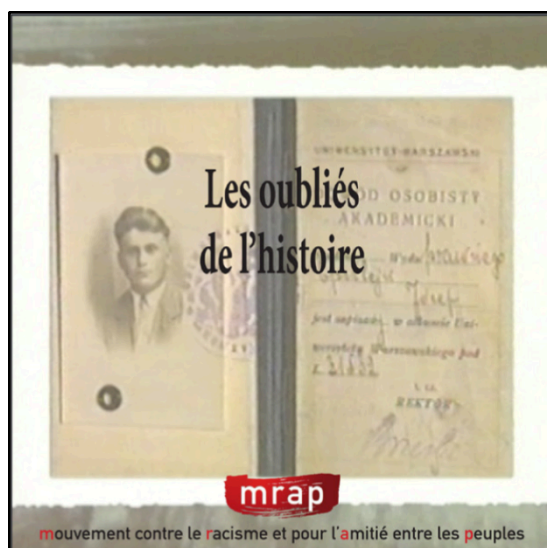 Les oubliés
de l'histoire
UNIWERSYTET WARSZAWSKI
OSOBISTY
AKADEMICKI
Józef
jest zapisany w albumie Uni-
wersytetu Warszawskiego pod
REKTOR
mrap
mouvement contre le racisme et pour l'amitié entre les peuples